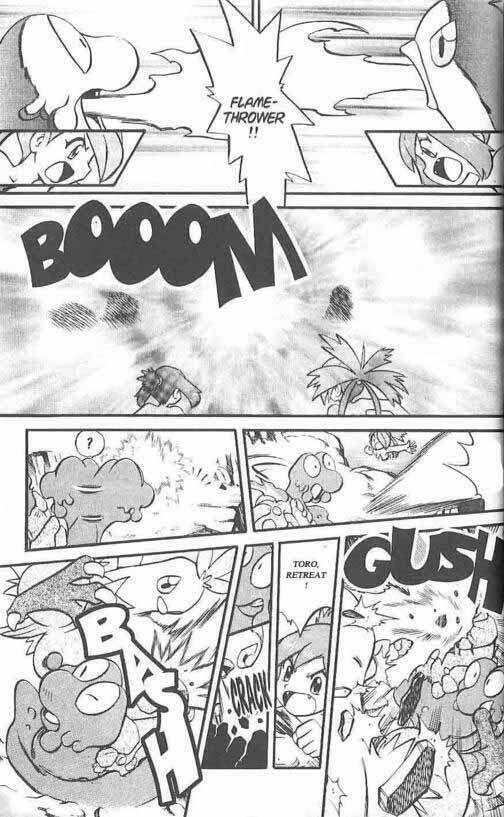 FLAME-
THROWER
!!
BOOOM
?
GUSH
TORO,
RETREAT
!
CRACK
BASH